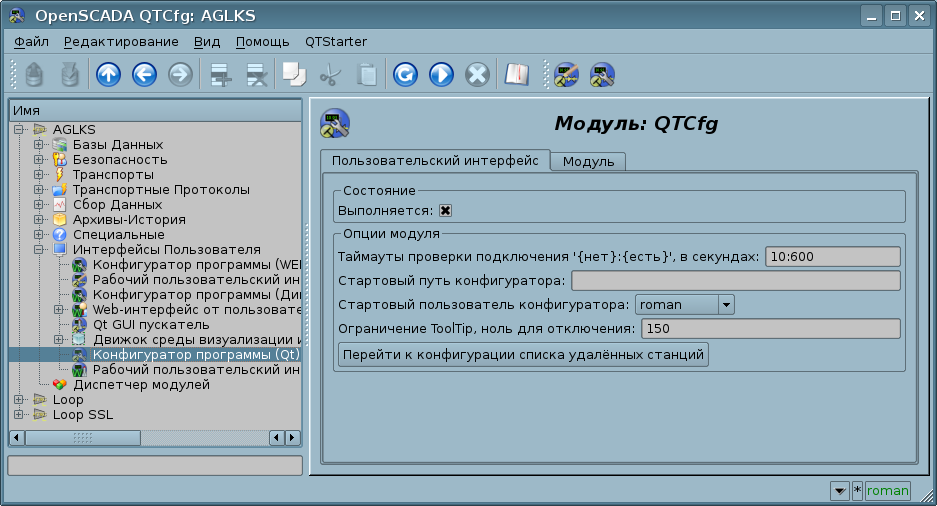 OpenSCADA QTCfg: AGLKS
Файл Редактирование Вид Помощь QTStarter
Имя
AGLKS
Базы Данных
Безопасность
Транспорты
Транспортные Протоколы
Сбор Данных
Архивы-История
Специальные
Интерфейсы Пользователя
Конфигуратор программы (WEB
Рабочий пользовательский ин
Конфигуратор программы (Ди
Web-интерфейс от пользовате
Qt GUI пускатель
Движок среды визуализации и
Конфигуратор программы (Qt)
Рабочий пользовательский ин
Диспетчер модулей
Loop
Loop SSL
Модуль: QTCfg
Пользовательский интерфейс Модуль
Состояние
Выполняется:
Опции модуля
Таймауты проверки подключения '{нет}:{есть}', в секундах: 10:600
Стартовый путь конфигуратора:
Стартовый пользователь конфигуратора: roman
Ограничение ToolTip, ноль для отключения: 150
Перейти к конфигурации списка удалённых станций
* roman